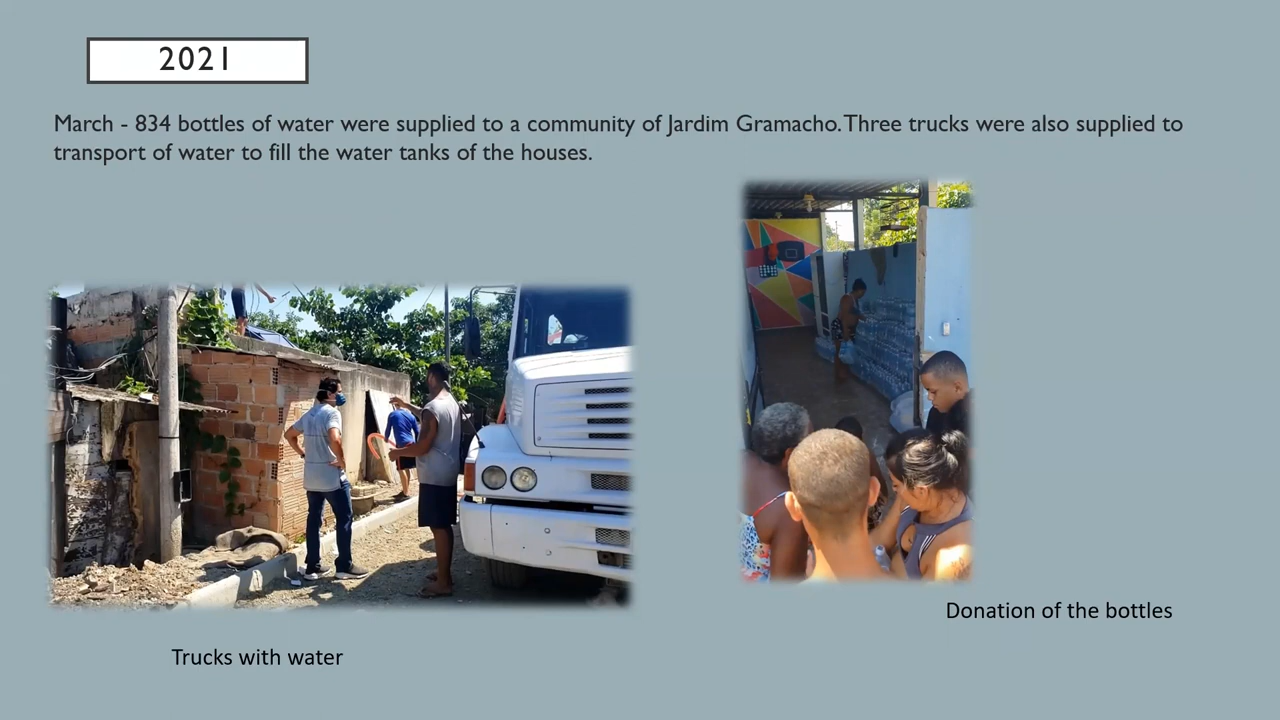 2021
March - 834 bottles of water were supplied to a community of Jardim Gramacho. Three trucks were also supplied to
transport of water to fill the water tanks of the houses.
Donation of the bottles
Trucks with water